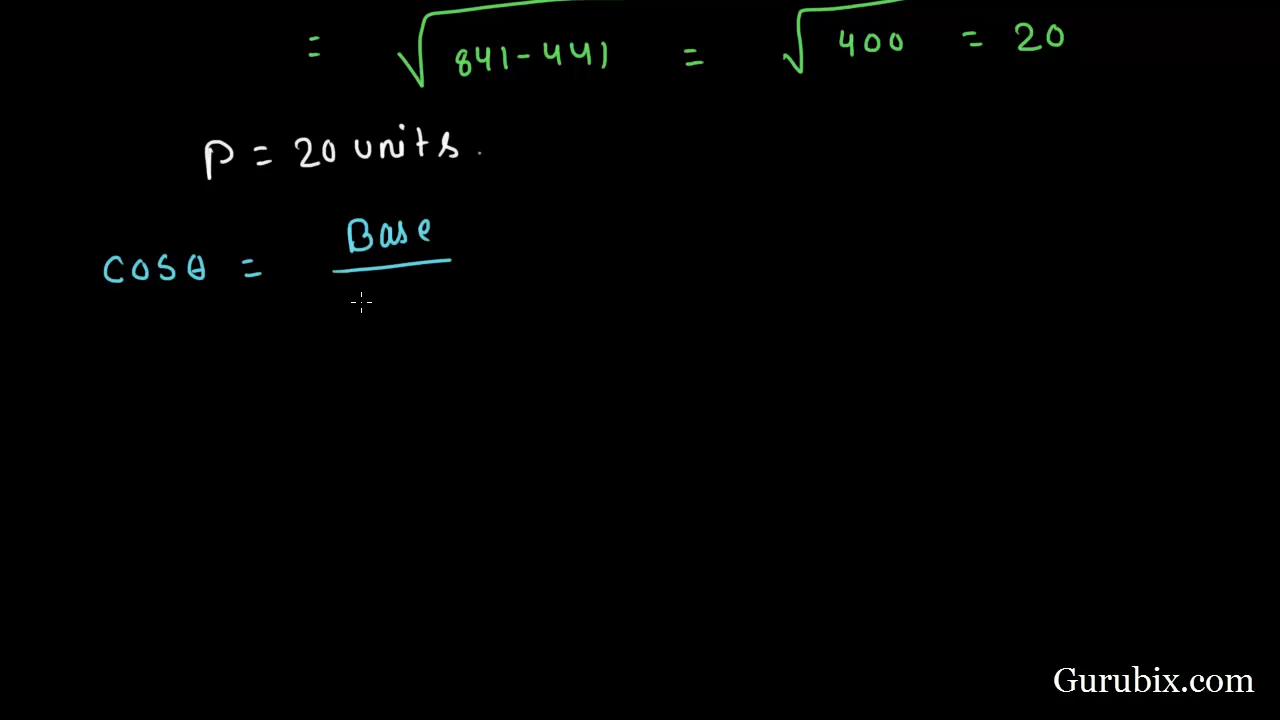 = √841-441 = √400 = 20
P = 20 units.
cosθ = Base
Gurubix.com